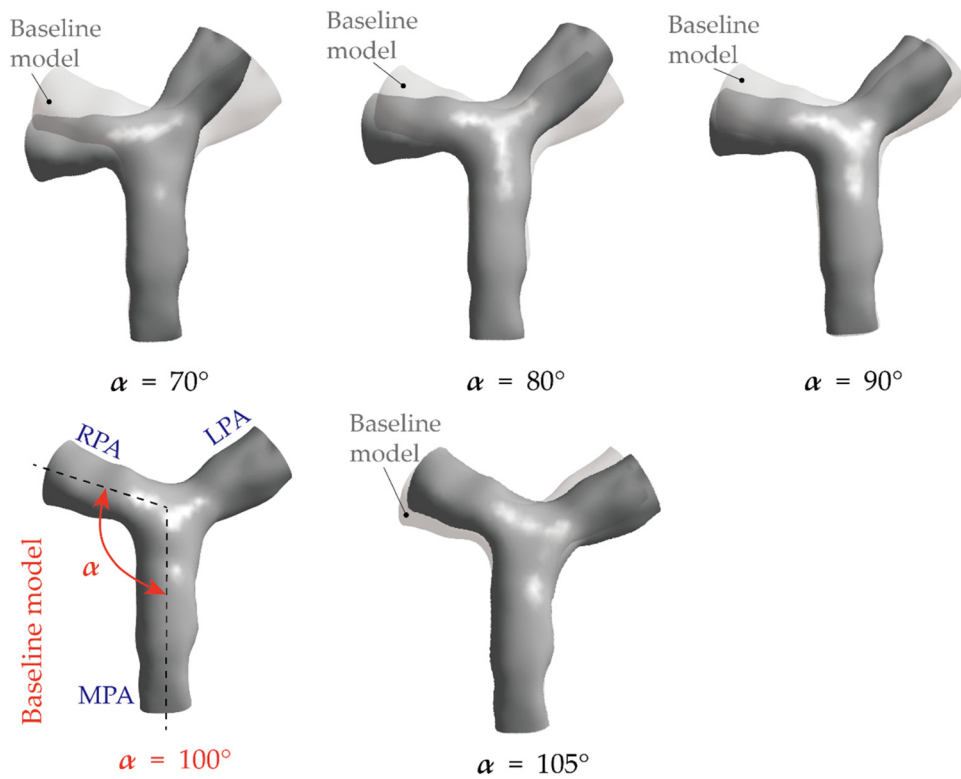 Baseline
model
Baseline
model
Baseline
model
α = 70°
α = 80°
α = 90°
RPA
LPA
α
MPA
Baseline model
α = 100°
Baseline
model
α = 105°